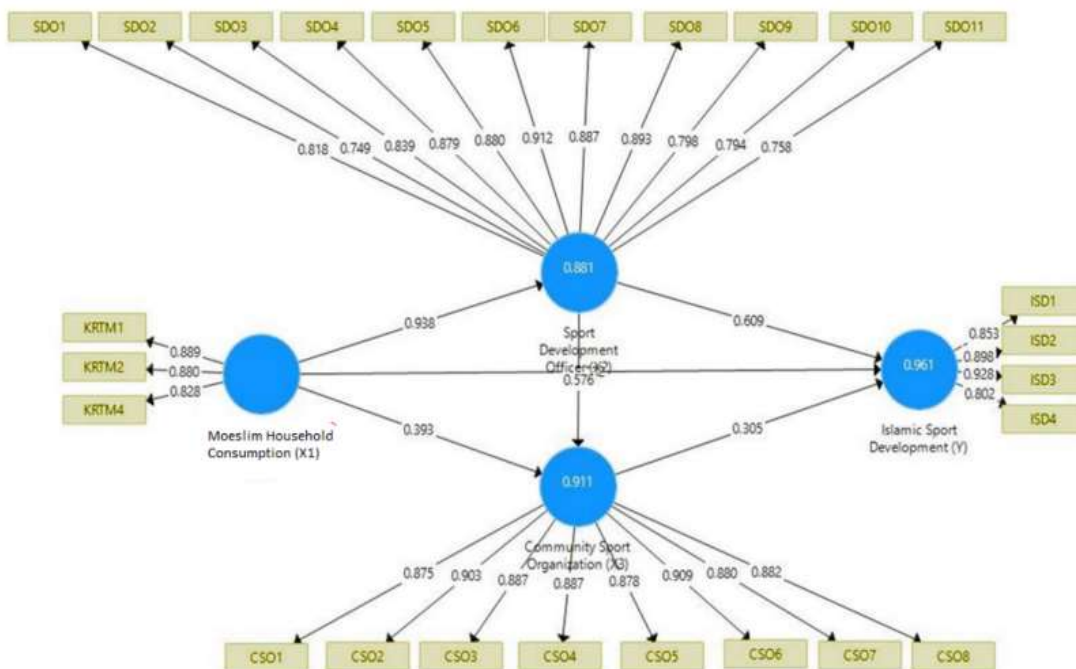 SDO1 SDO2 SDO3 SDO4 SDO5 SDO6 SDO7 SDO8 SDO9 SDO10 SDO11
0.818 0.749 0.839 0.879 0.880 0.912 0.887 0.893 0.798 0.794 0.758
0.881
Sport
Development
Officer (X2)
0.938
0.609
KRTM1
KRTM2
KRTM4
0.889
0.880
0.828
Moeslim Household
Consumption (X1)
0.576
0.961
Islamic Sport
Development (Y)
0.853
0.898
0.928
0.802
ISD1
ISD2
ISD3
ISD4
0.393
0.305
0.911
Community Sport
Organization (X3)
0.875 0.903 0.887 0.887 0.878 0.909 0.880 0.882
CSO1 CSO2 CSO3 CSO4 CSO5 CSO6 CSO7 CSO8